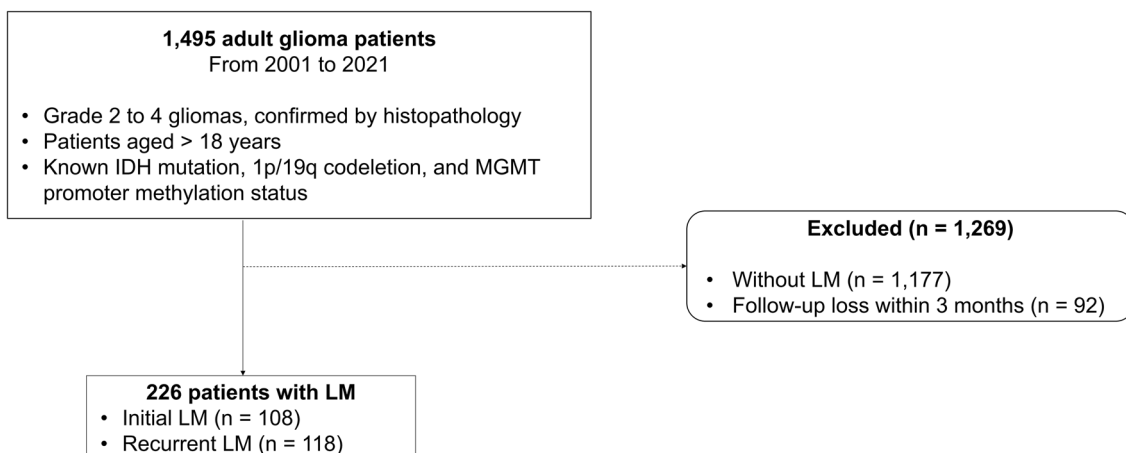 1,495 adult glioma patients
From 2001 to 2021
• Grade 2 to 4 gliomas, confirmed by histopathology
• Patients aged > 18 years
• Known IDH mutation, 1p/19q codeletion, and MGMT
promoter methylation status
Excluded (n = 1,269)
• Without LM (n = 1,177)
• Follow-up loss within 3 months (n = 92)
226 patients with LM
• Initial LM (n = 108)
• Recurrent LM (n = 118)